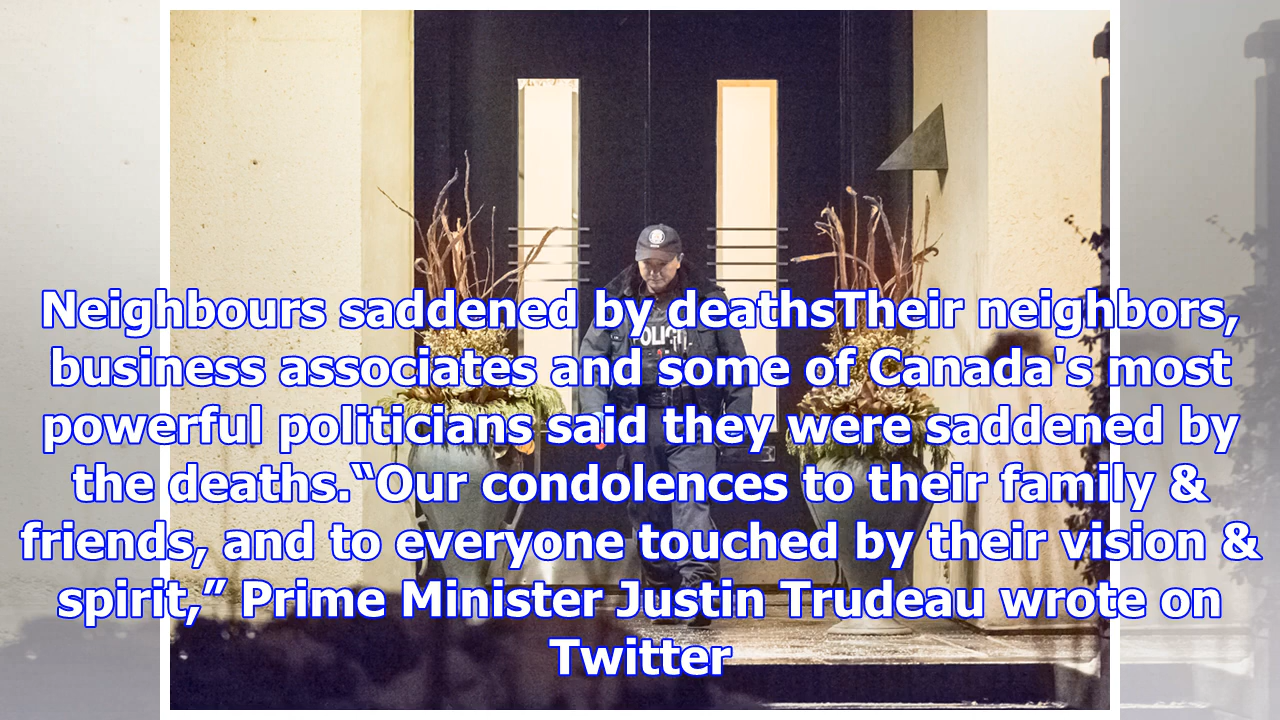 Neighbours saddened by deathsTheir neighbors,
business associates and some of Canada's most
powerful politicians said they were saddened by
the deaths.“Our condolences to their family &
friends, and to everyone touched by their vision &
spirit,” Prime Minister Justin Trudeau wrote on
Twitter
POLICE